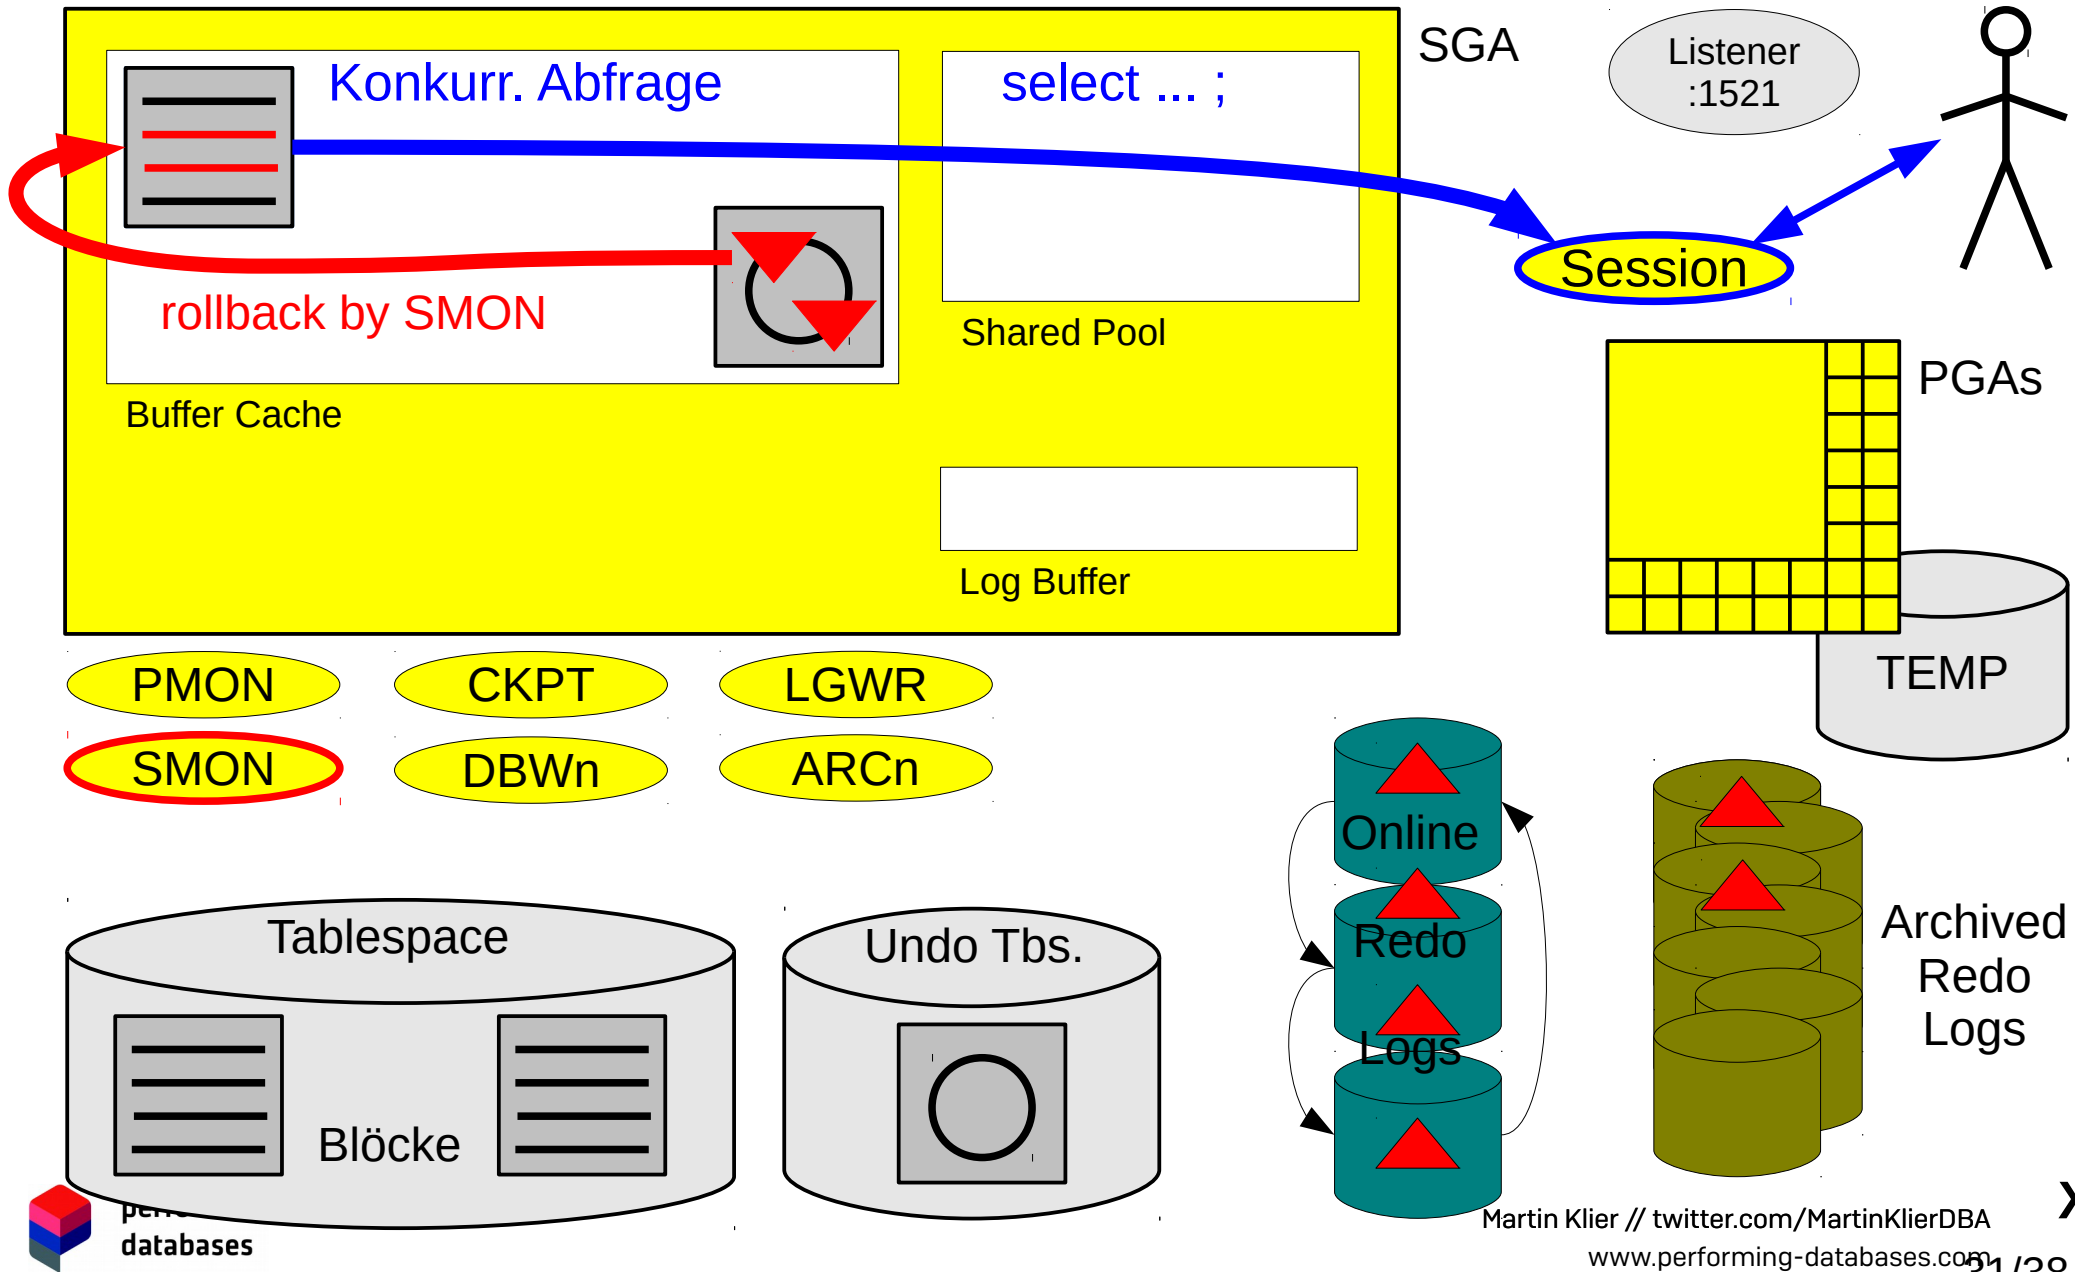 SGA
Konkurr. Abfrage
select ... ;
Listener
:1521
rollback by SMON
Session
Shared Pool
Buffer Cache
PGAs
Log Buffer
PMON
CKPT
LGWR
TEMP
SMON
DBWn
ARCn
Online
Redo
Logs
Archived
Redo
Logs
Tablespace
Undo Tbs.
Blöcke
databases
Martin Klier // twitter.com/MartinKlierDBA
www.performing-databases.com